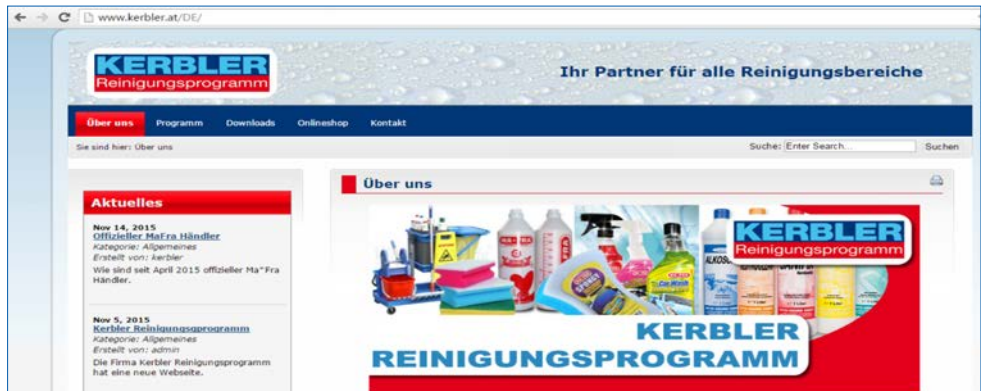 www.kerbler.at/DE/
KERBLER
Reinigungsprogramm
Ihr Partner für alle Reinigungsbereiche
Über uns Programm Downloads Onlineshop Kontakt
Sie sind hier: Über uns
Suche: Enter Search... Suchen
Aktuelles
Nov 14, 2015
Offizieller MaFra Händler
Kategorie: Allgemeines
Erstellt von: kerbler
Wie sind seit April 2015 offizieller Ma"Fra
Händler.
Nov 5, 2015
Kerbler Reinigungsprogramm
Kategorie: Allgemeines
Erstellt von: admin
Die Firma Kerbler Reinigungsprogramm
hat eine neue Webseite.
Über uns
KERBLER
Reinigungsprogramm
Car Wash
KERBLER
REINIGUNGSPROGRAMM